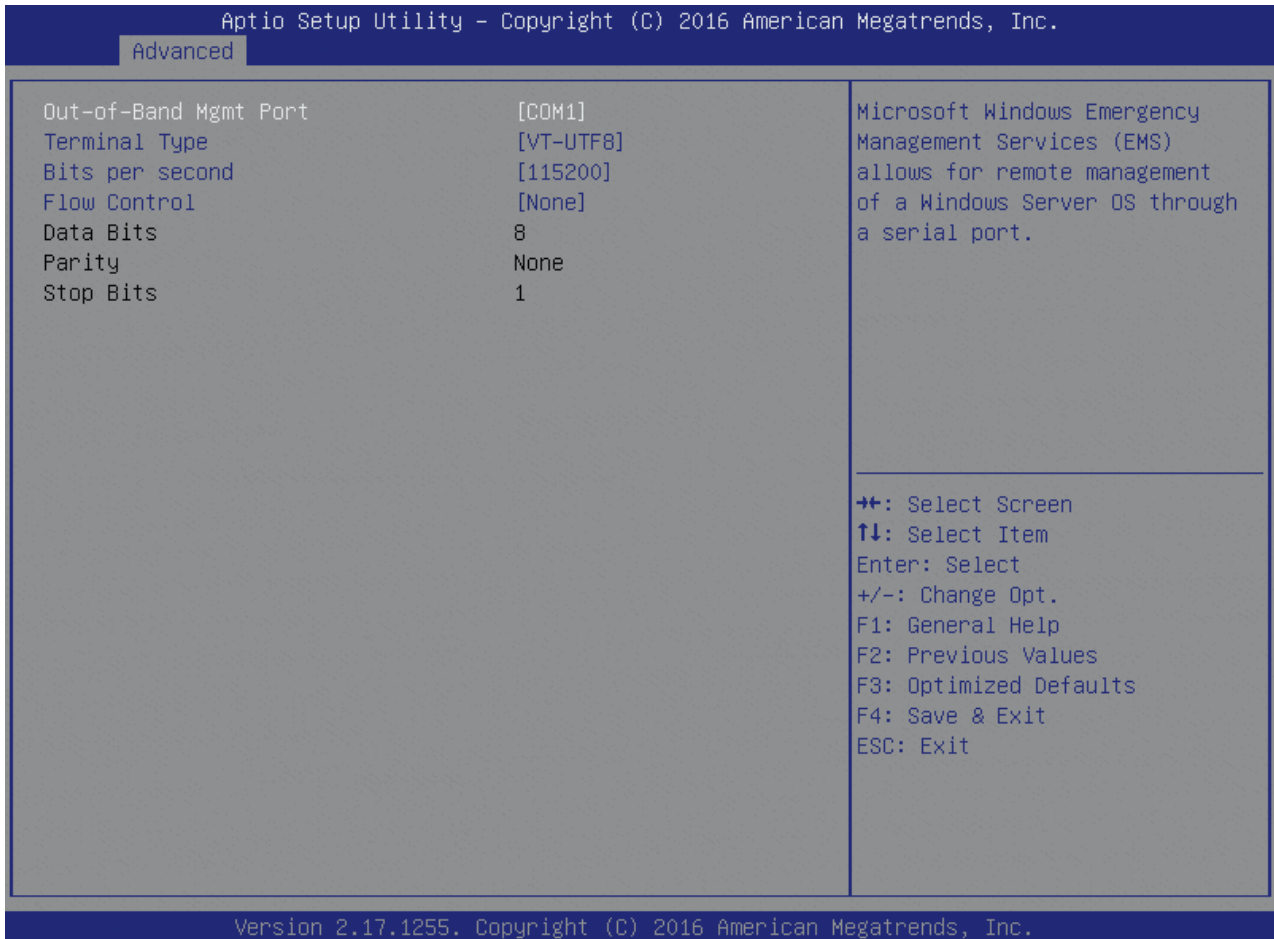 Aptio Setup Utility – Copyright (C) 2016 American Megatrends, Inc.
Advanced
Out-of-Band Mgmt Port [COM1]
Terminal Type [VT-UTF8]
Bits per second [115200]
Flow Control [None]
Data Bits 8
Parity None
Stop Bits 1
Microsoft Windows Emergency
Management Services (EMS)
allows for remote management
of a Windows Server OS through
a serial port.
→←: Select Screen
↑↓: Select Item
Enter: Select
+/-: Change Opt.
F1: General Help
F2: Previous Values
F3: Optimized Defaults
F4: Save & Exit
ESC: Exit
Version 2.17.1255. Copyright (C) 2016 American Megatrends, Inc.